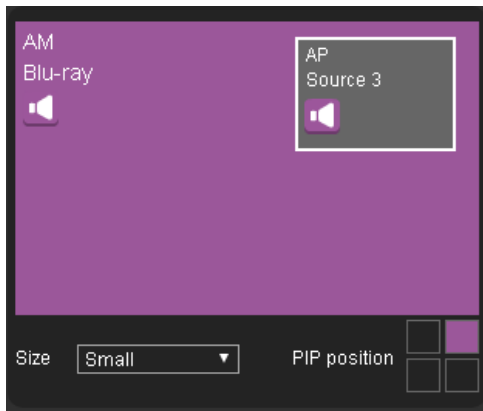 AM
Blu-ray
AP
Source 3
Size
Small
PIP position